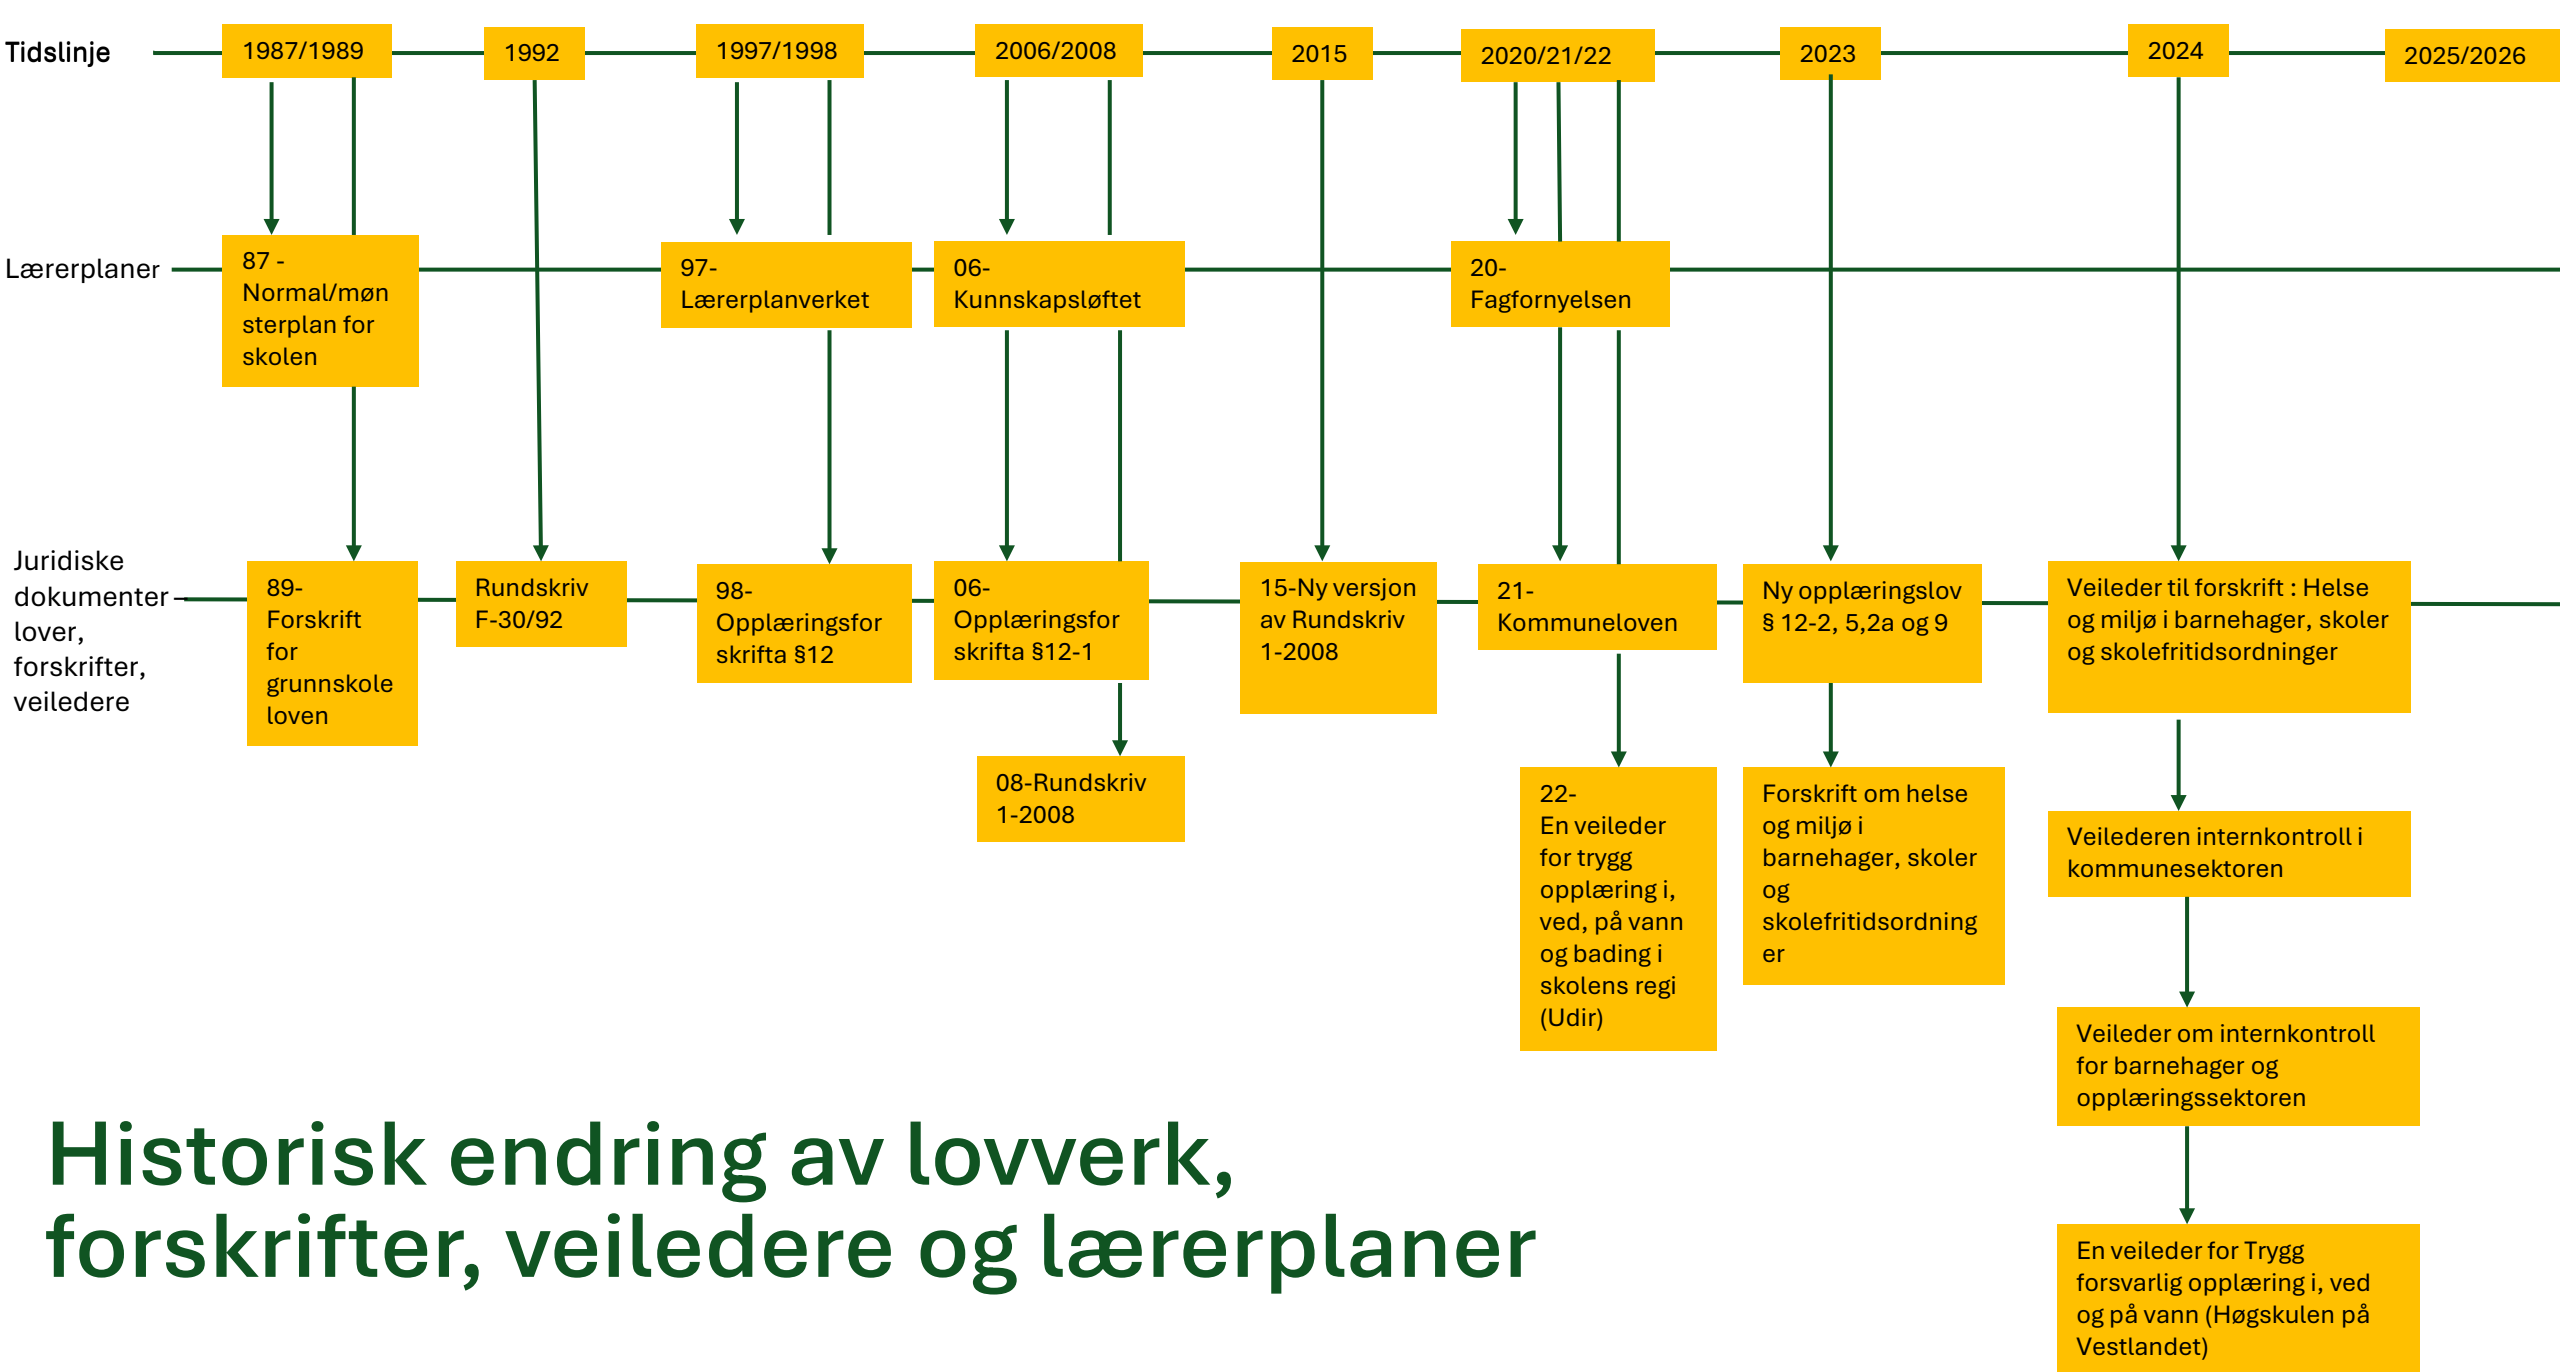 Tidslinje
1987/1989
1992
1997/1998
2006/2008
2015
2020/21/22
2023
2024
2025/2026
Lærerplaner
87 -
Normal/møn
sterplan for
skolen
97-
Lærerplanverket
06-
Kunnskapsløftet
20-
Fagfornyelsen
Juridiske
dokumenter –
lover,
forskrifter,
veiledere
89-
Forskrift
for
grunnskole
loven
Rundskriv
F-30/92
98-
Opplæringsfor
skrifta §12
06-
Opplæringsfor
skrifta §12-1
15-Ny versjon
av Rundskriv
1-2008
21-
Kommuneloven
Ny opplæringslov
§ 12-2, 5,2a og 9
Veileder til forskrift : Helse
og miljø i barnehager, skoler
og skolefritidsordninger
08-Rundskriv
1-2008
22-
En veileder
for trygg
opplæring i,
ved, på vann
og bading i
skolens regi
(Udir)
Forskrift om helse
og miljø i
barnehager, skoler
og
skolefritidsordning
er
Veilederen internkontroll i
kommunesektoren
Veileder om internkontroll
for barnehager og
opplæringssektoren
En veileder for Trygg
forsvarlig opplæring i, ved
og på vann (Høgskulen på
Vestlandet)
Historisk endring av lovverk,
forskrifter, veiledere og lærerplaner